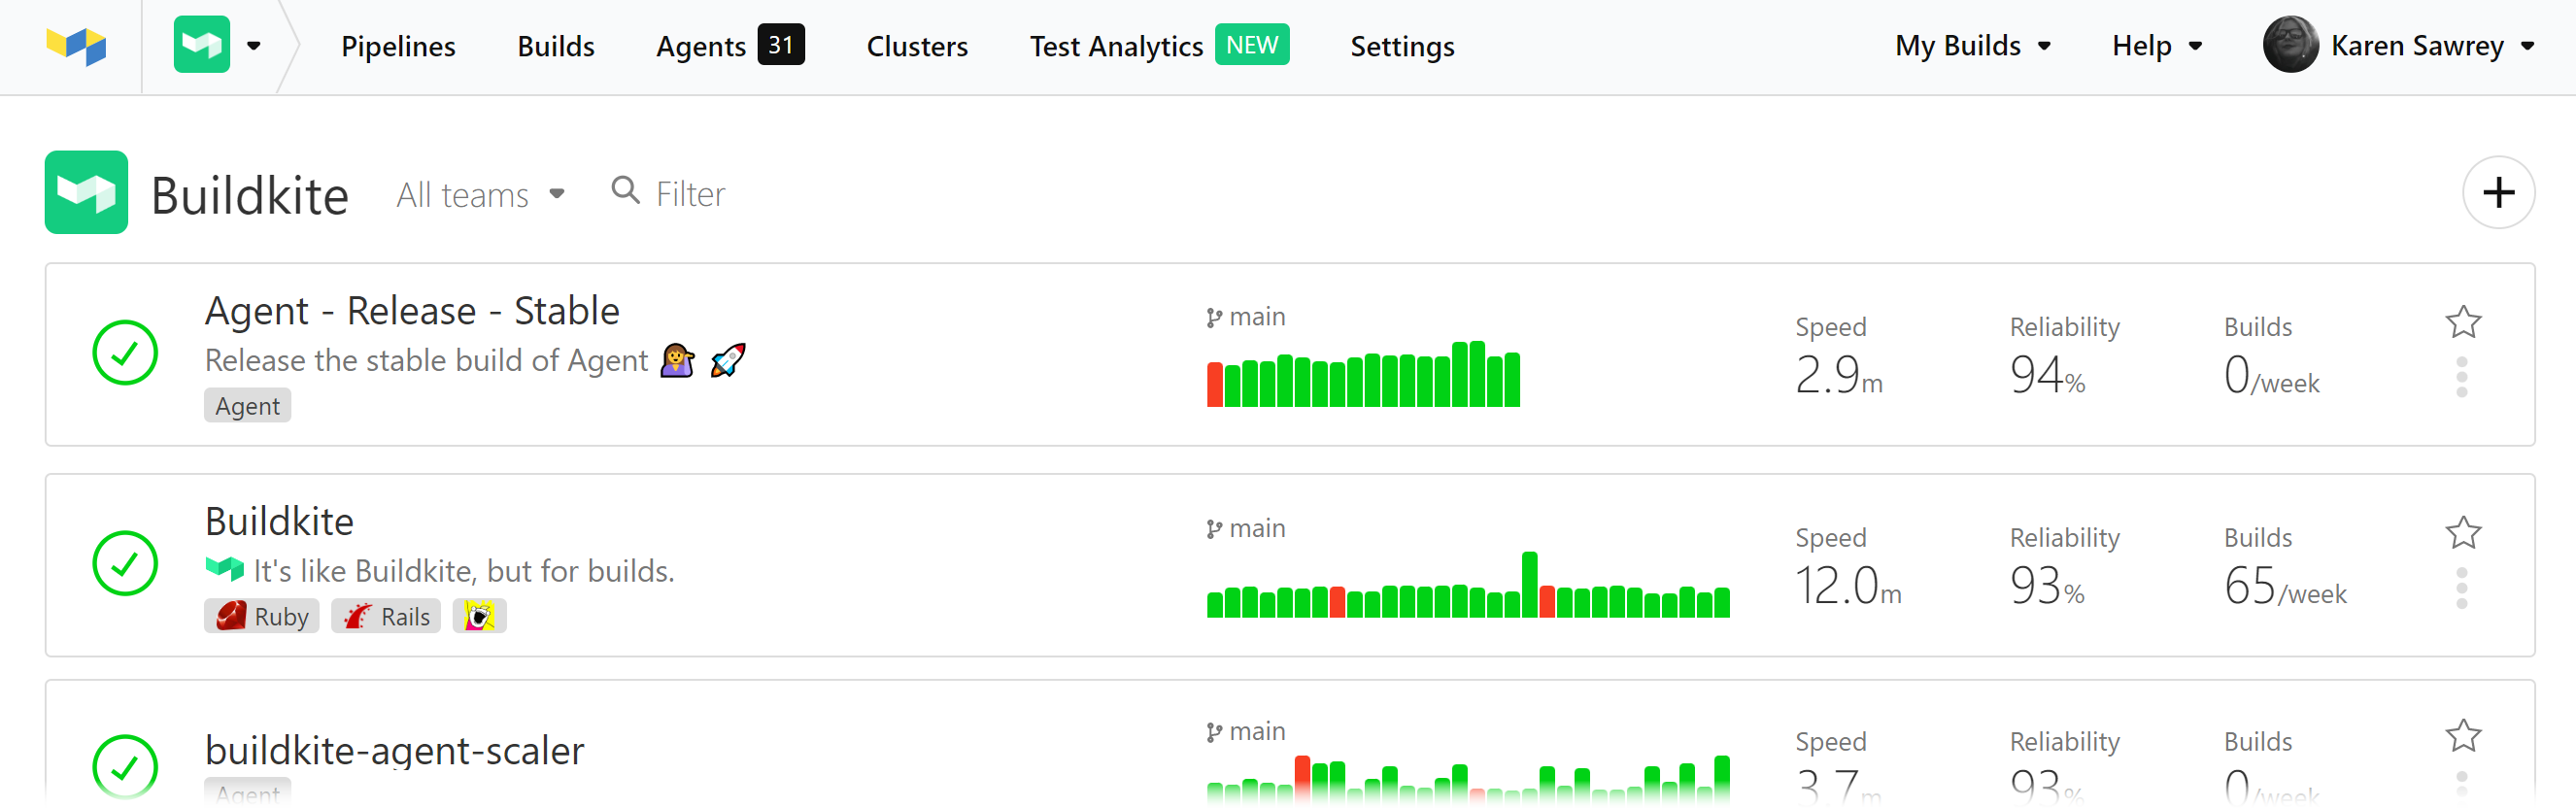 Pipelines Builds Agents 31 Clusters Test Analytics NEW Settings My Builds Help Karen Sawrey
Buildkite All teams Filter
Agent - Release - Stable
Release the stable build of Agent
Agent
main
Speed
2.9m
Reliability
94%
Builds
0/week
Buildkite
It's like Buildkite, but for builds.
Ruby Rails
main
Speed
12.0m
Reliability
93%
Builds
65/week
buildkite-agent-scaler
Agent
main
Speed
3.7m
Reliability
93%
Builds
0/week